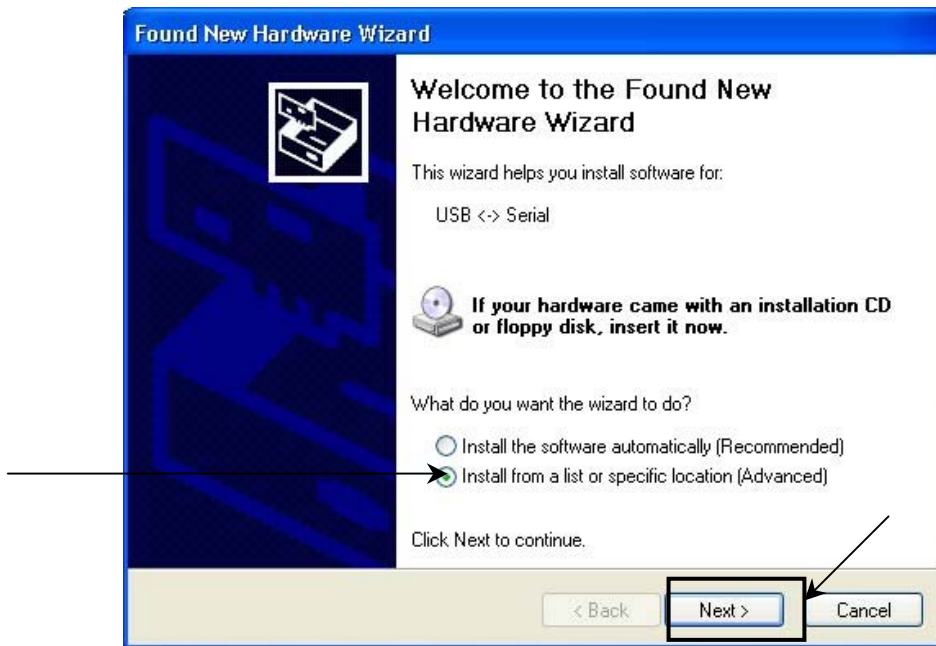 Found New Hardware Wizard
Welcome to the Found New
Hardware Wizard
This wizard helps you install software for:
USB <-> Serial
If your hardware came with an installation CD
or floppy disk, insert it now.
What do you want the wizard to do?
Install the software automatically (Recommended)
Install from a list or specific location (Advanced)
Click Next to continue.
< Back
Next >
Cancel